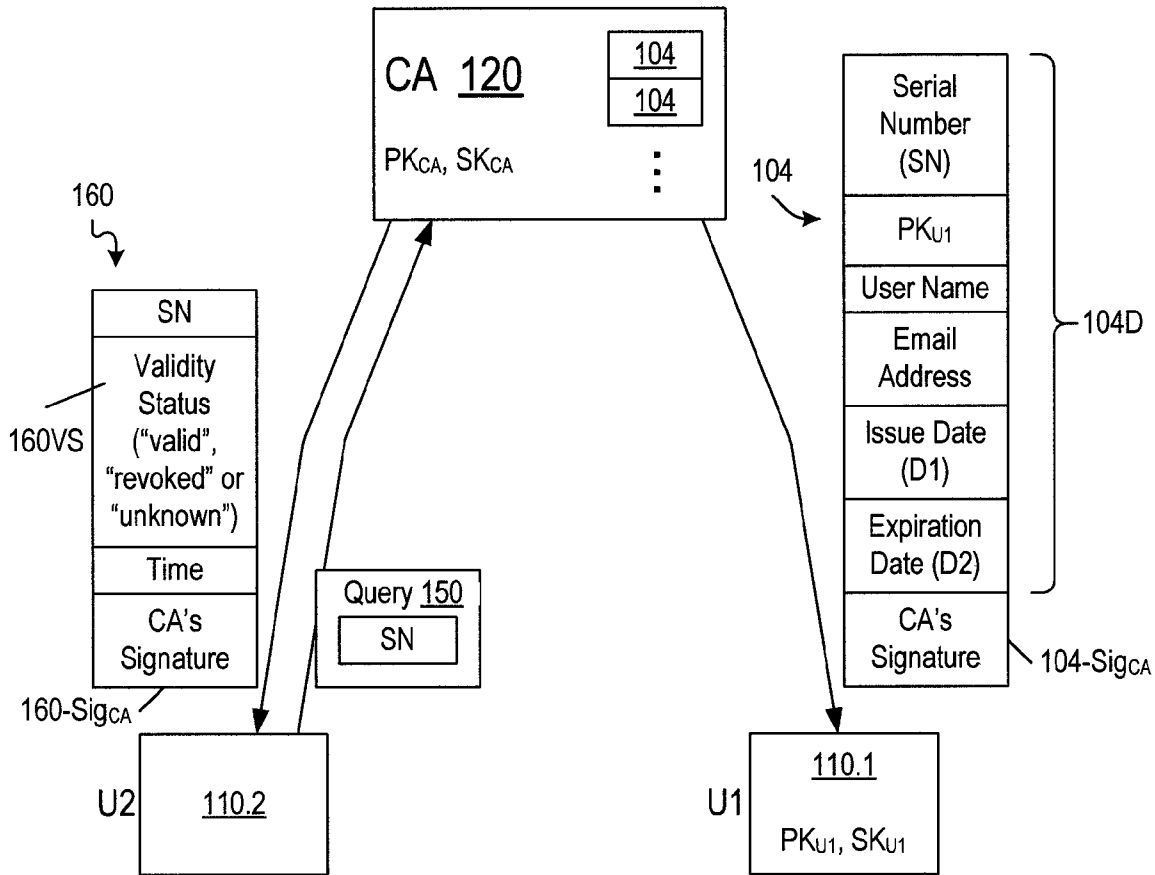 CA 120
104
104
PKCA, SKCA
160
SN
Validity
Status
("valid",
"revoked" or
"unknown")
160VS
Time
CA's
Signature
160-SigCA
Query 150
SN
U2
110.2
104
Serial
Number
(SN)
PKU1
User Name
Email
Address
104D
Issue Date
(D1)
Expiration
Date (D2)
CA's
Signature
104-SigCA
U1
110.1
PKU1, SKU1